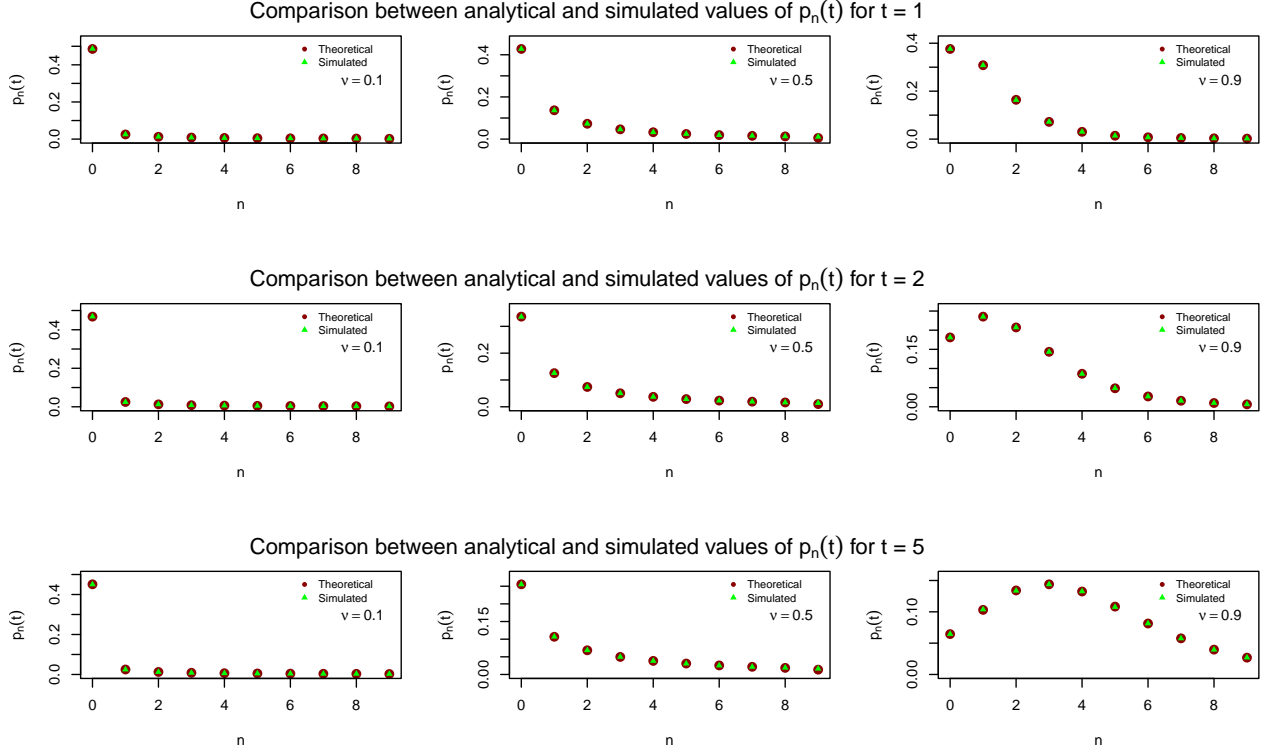 Comparison between analytical and simulated values of pn(t) for t = 1
pn(t)
0.0 0.2 0.4
Theoretical
Simulated
ν = 0.1
0 2 4 6 8
n
pn(t)
0.0 0.2 0.4
Theoretical
Simulated
ν = 0.5
0 2 4 6 8
n
pn(t)
0.0 0.2 0.4
Theoretical
Simulated
ν = 0.9
0 2 4 6 8
n
Comparison between analytical and simulated values of pn(t) for t = 2
pn(t)
0.0 0.2 0.4
Theoretical
Simulated
ν = 0.1
0 2 4 6 8
n
pn(t)
0.0 0.2
Theoretical
Simulated
ν = 0.5
0 2 4 6 8
n
pn(t)
0.00 0.15
Theoretical
Simulated
ν = 0.9
0 2 4 6 8
n
Comparison between analytical and simulated values of pn(t) for t = 5
pn(t)
0.0 0.2 0.4
Theoretical
Simulated
ν = 0.1
0 2 4 6 8
n
pn(t)
0.00 0.15
Theoretical
Simulated
ν = 0.5
0 2 4 6 8
n
pn(t)
0.00 0.10
Theoretical
Simulated
ν = 0.9
0 2 4 6 8
n